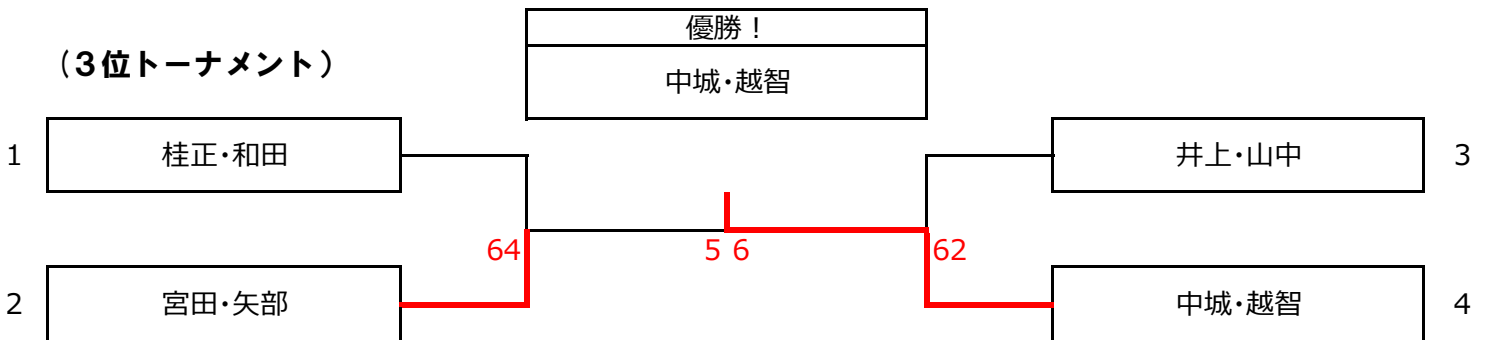 優勝！
（３位トーナメント）
中城・越智
1 桂正・和田 井上・山中 3
64 5 6 62
2 宮田・矢部 中城・越智 4